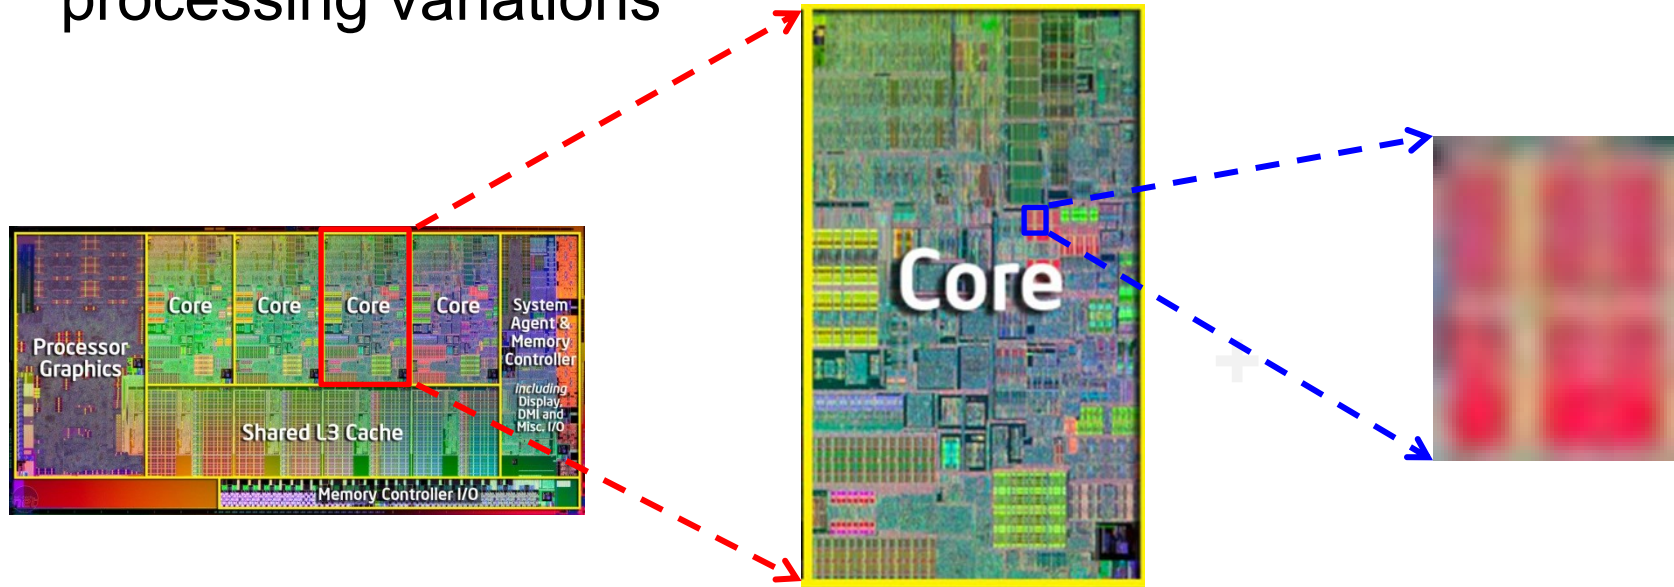 processing variations
Core
Core
Core
Core
System
Agent &
Memory
Controller
including
Display,
DMI and
Misc. I/O
Processor
Graphics
Shared L3 Cache
Memory Controller I/O
Core